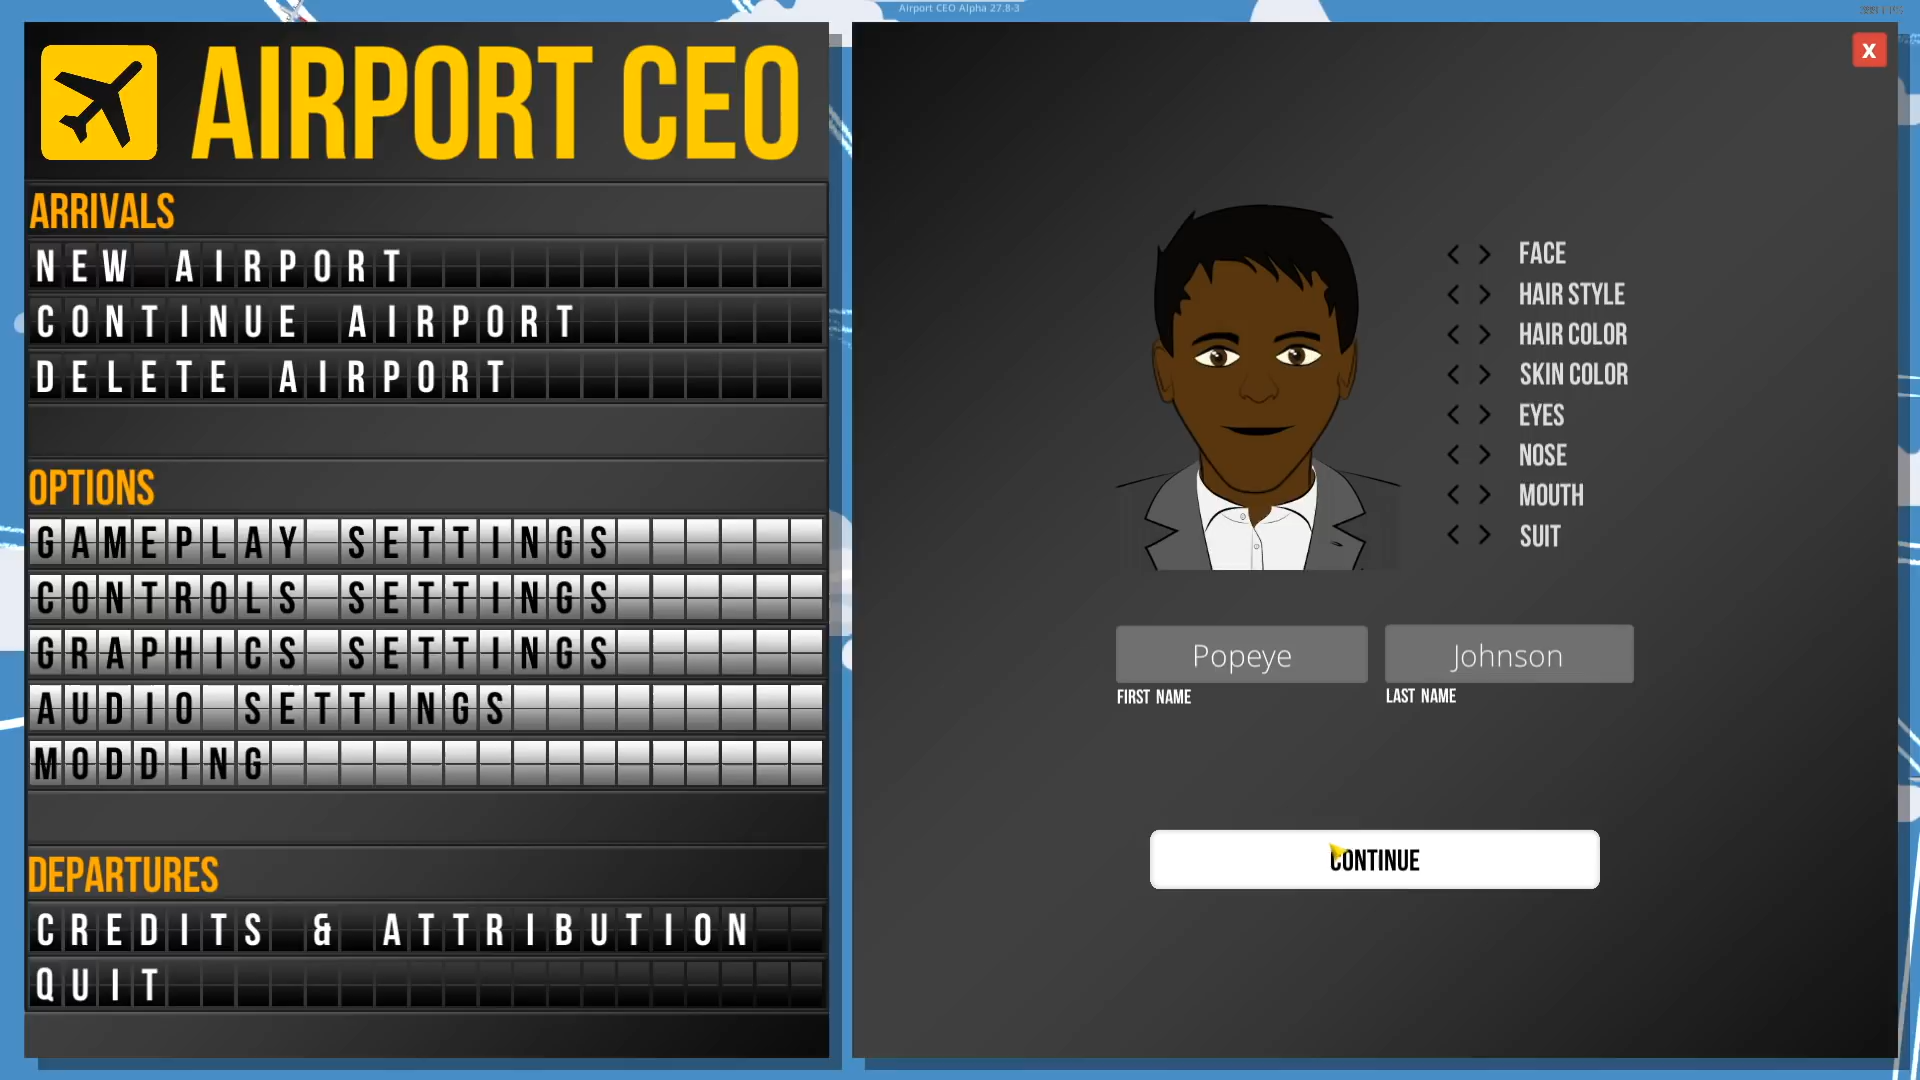 Airport CEO Alpha 27.8-3
AIRPORT CEO
ARRIVALS
NEW AIRPORT
CONTINUE AIRPORT
DELETE AIRPORT
OPTIONS
GAMEPLAY SETTINGS
CONTROLS SETTINGS
GRAPHICS SETTINGS
AUDIO SETTINGS
MODDING
DEPARTURES
CREDITS & ATTRIBUTION
QUIT
X
< > FACE
< > HAIR STYLE
< > HAIR COLOR
< > SKIN COLOR
< > EYES
< > NOSE
< > MOUTH
< > SUIT
Popeye Johnson
FIRST NAME LAST NAME
CONTINUE